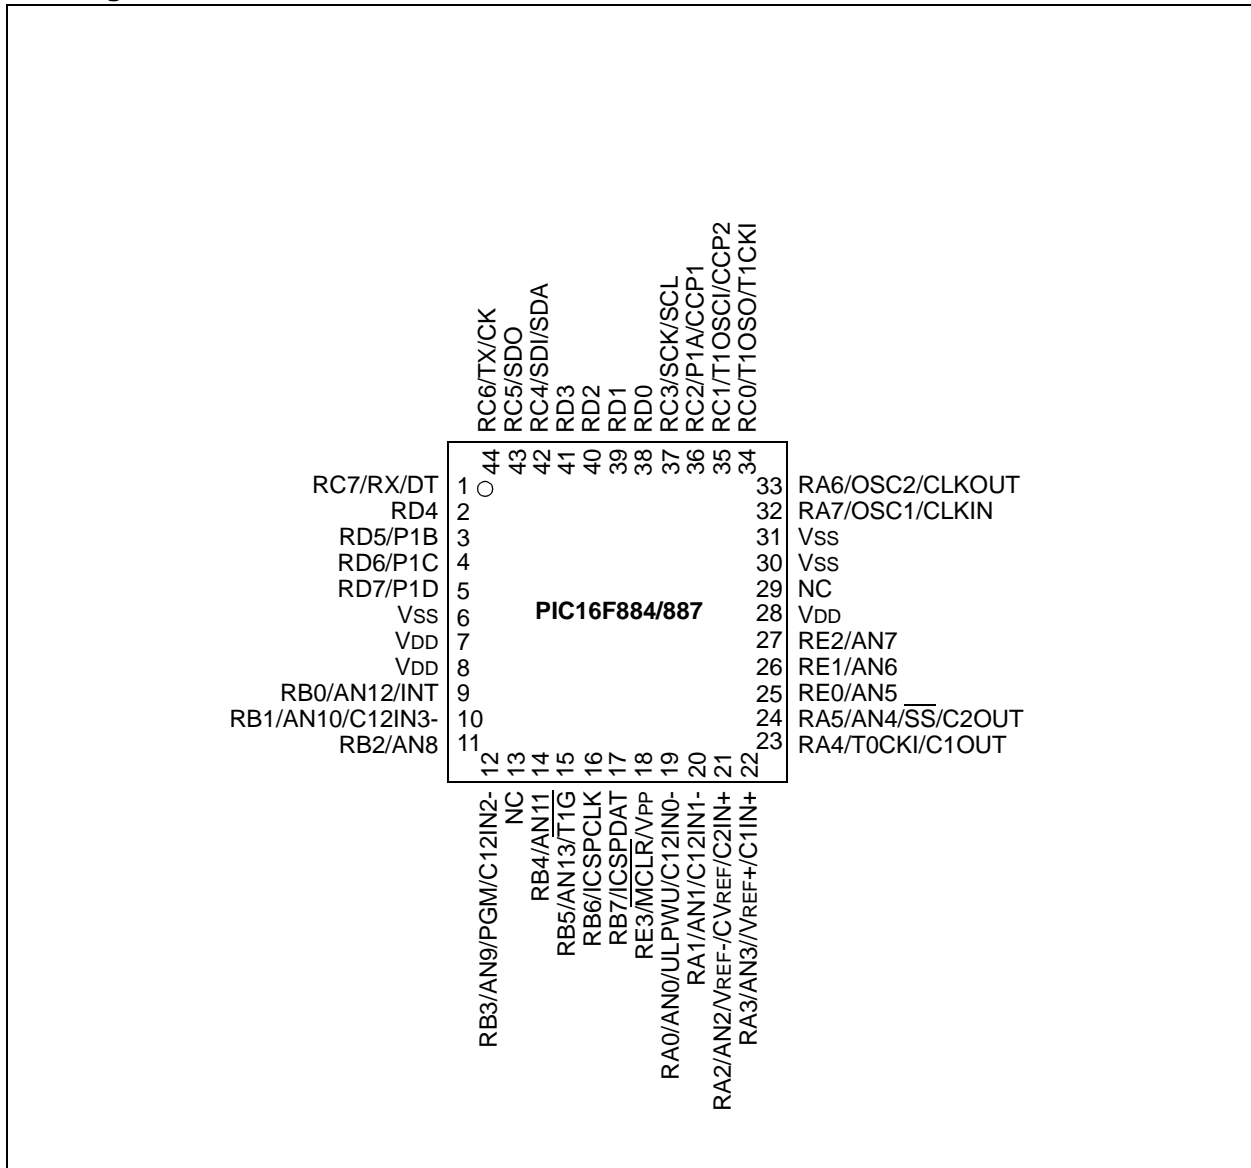 RC6/TX/CK
RC5/SDO
RC4/SDI/SDA
RD3
RD2
RD1
RD0
RC3/SCK/SCL
RC2/P1A/CCP1
RC1/T1OSCI/CCP2
RC0/T1OSO/T1CKI
44
43
42
41
40
39
38
37
36
35
34
RC7/RX/DT 1
RD4 2
RD5/P1B 3
RD6/P1C 4
RD7/P1D 5
VSS 6
VDD 7
VDD 8
RB0/AN12/INT 9
RB1/AN10/C12IN3- 10
RB2/AN8 11
PIC16F884/887
33 RA6/OSC2/CLKOUT
32 RA7/OSC1/CLKIN
31 VSS
30 VSS
29 NC
28 VDD
27 RE2/AN7
26 RE1/AN6
25 RE0/AN5
24 RA5/AN4/SS/C2OUT
23 RA4/T0CKI/C1OUT
12
13
14
15
16
17
18
19
20
21
22
RB3/AN9/PGM/C12IN2-
NC
RB4/AN11
RB5/AN13/T1G
RB6/ICSPCLK
RB7/ICSPDAT
RE3/MCLR/VPP
RA0/AN0/ULPWU/C12IN0-
RA1/AN1/C12IN1-
RA2/AN2/VREF-/CVREF/C2IN+
RA3/AN3//VREF+/C1IN+